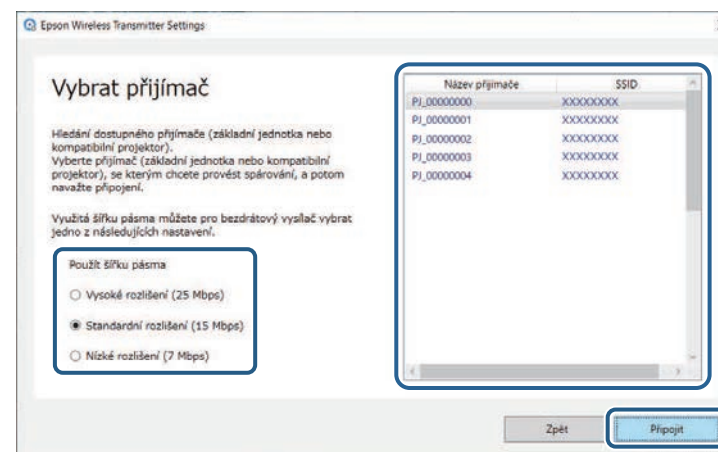 Epson Wireless Transmitter Settings
Vybrat přijímač
Hledání dostupného přijímače (základní jednotka nebo
kompatibilní projektor).
Vyberte přijímač (základní jednotka nebo kompatibilní
projektor), se kterým chcete provést spárování, a potom
navažte připojení.
Využitá šířku pásma můžete pro bezdrátový vysílač vybrat
jedno z následujících nastavení.
Použít šířku pásma
Vysoké rozlišení (25 Mbps)
Standardní rozlišení (15 Mbps)
Nízké rozlišení (7 Mbps)
Název přijímače SSID
PJ_00000000 XXXXXXXX
PJ_00000001 XXXXXXXX
PJ_00000002 XXXXXXXX
PJ_00000003 XXXXXXXX
PJ_00000004 XXXXXXXX
Zpět Připojit